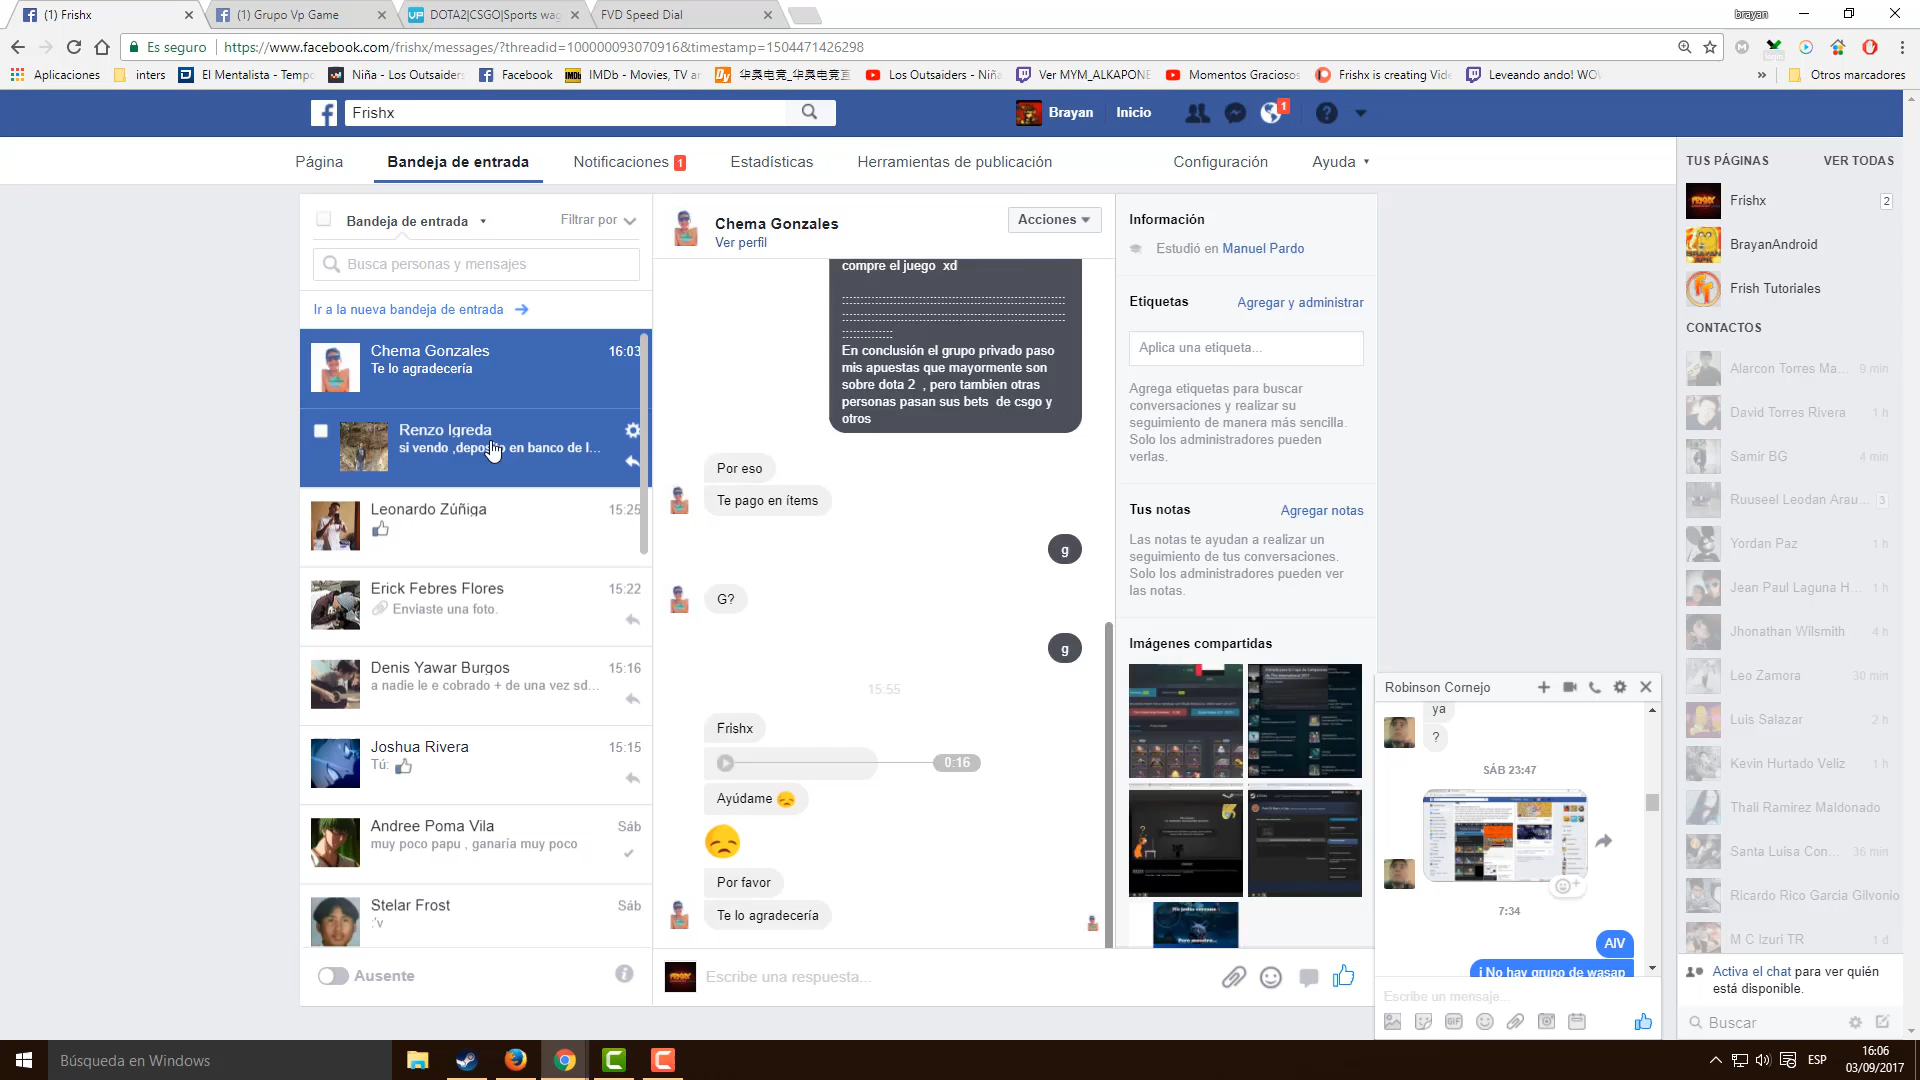 (1) Frishx
(1) Grupo Vp Game
DOTA2|CSGO|Sports wag
FVD Speed Dial
brayan
Es seguro
https://www.facebook.com/frishx/messages/?threadid=100000093070916&timestamp=1504471426298
Aplicaciones
inters
El Mentalista - Tempo
Niña - Los Outsaiders
Facebook
IMDb - Movies, TV an
华奥电竞_华奥电竞直
Los Outsaiders - Niña
Ver MYM_ALKAPONE
Momentos Graciosos
Frishx is creating Vide
Leveando ando! WOW
»
Otros marcadores
Frishx
Brayan
Inicio
1
Página
Bandeja de entrada
Notificaciones 1
Estadísticas
Herramientas de publicación
Configuración
Ayuda
Bandeja de entrada
Filtrar por
Busca personas y mensajes
Ir a la nueva bandeja de entrada
Chema Gonzales
16:03
Te lo agradecería
Renzo Igreda
si vendo ,deposito en banco de l...
Leonardo Zúñiga
15:25
Erick Febres Flores
15:22
Enviaste una foto.
Denis Yawar Burgos
15:16
a nadie le e cobrado + de una vez sd...
Joshua Rivera
15:15
Tú:
Andree Poma Vila
Sáb
muy poco papu , ganaría muy poco
Stelar Frost
Sáb
:'v
Ausente
Chema Gonzales
Ver perfil
Acciones
compre el juego xd
En conclusión el grupo privado paso
mis apuestas que mayormente son
sobre dota 2 , pero tambien otras
personas pasan sus bets de csgo y
otros
Por eso
Te pago en ítems
g
G?
g
15:55
Frishx
0:16
Ayúdame
Por favor
Te lo agradecería
Escribe una respuesta...
Información
Estudió en Manuel Pardo
Etiquetas
Agregar y administrar
Aplica una etiqueta...
Agrega etiquetas para buscar
conversaciones y realizar su
seguimiento de manera más sencilla.
Solo los administradores pueden
verlas.
Tus notas
Agregar notas
Las notas te ayudan a realizar un
seguimiento de tus conversaciones.
Solo los administradores pueden ver
las notas.
Imágenes compartidas
Robinson Cornejo
ya
?
SÁB 23:47
7:34
AIV
i No hay grupo de wasap
Escribe un mensaje...
TUS PÁGINAS
VER TODAS
Frishx
2
BrayanAndroid
Frish Tutoriales
CONTACTOS
Alarcon Torres Ma...
9 min
David Torres Rivera
1 h
Samir BG
4 min
Ruuseel Leodan Arau...
3
Yordan Paz
1 h
Jean Paul Laguna H...
1 h
Jhonathan Wilsmith
4 h
Leo Zamora
30 min
Luis Salazar
2 h
Kevin Hurtado Veliz
1 h
Thali Ramirez Maldonado
Santa Luisa Con...
36 min
Ricardo Rico Garcia Gilvonio
M C Izuri TR
1 d
Activa el chat para ver quién
está disponible.
Buscar
Búsqueda en Windows
ESP
16:06
03/09/2017